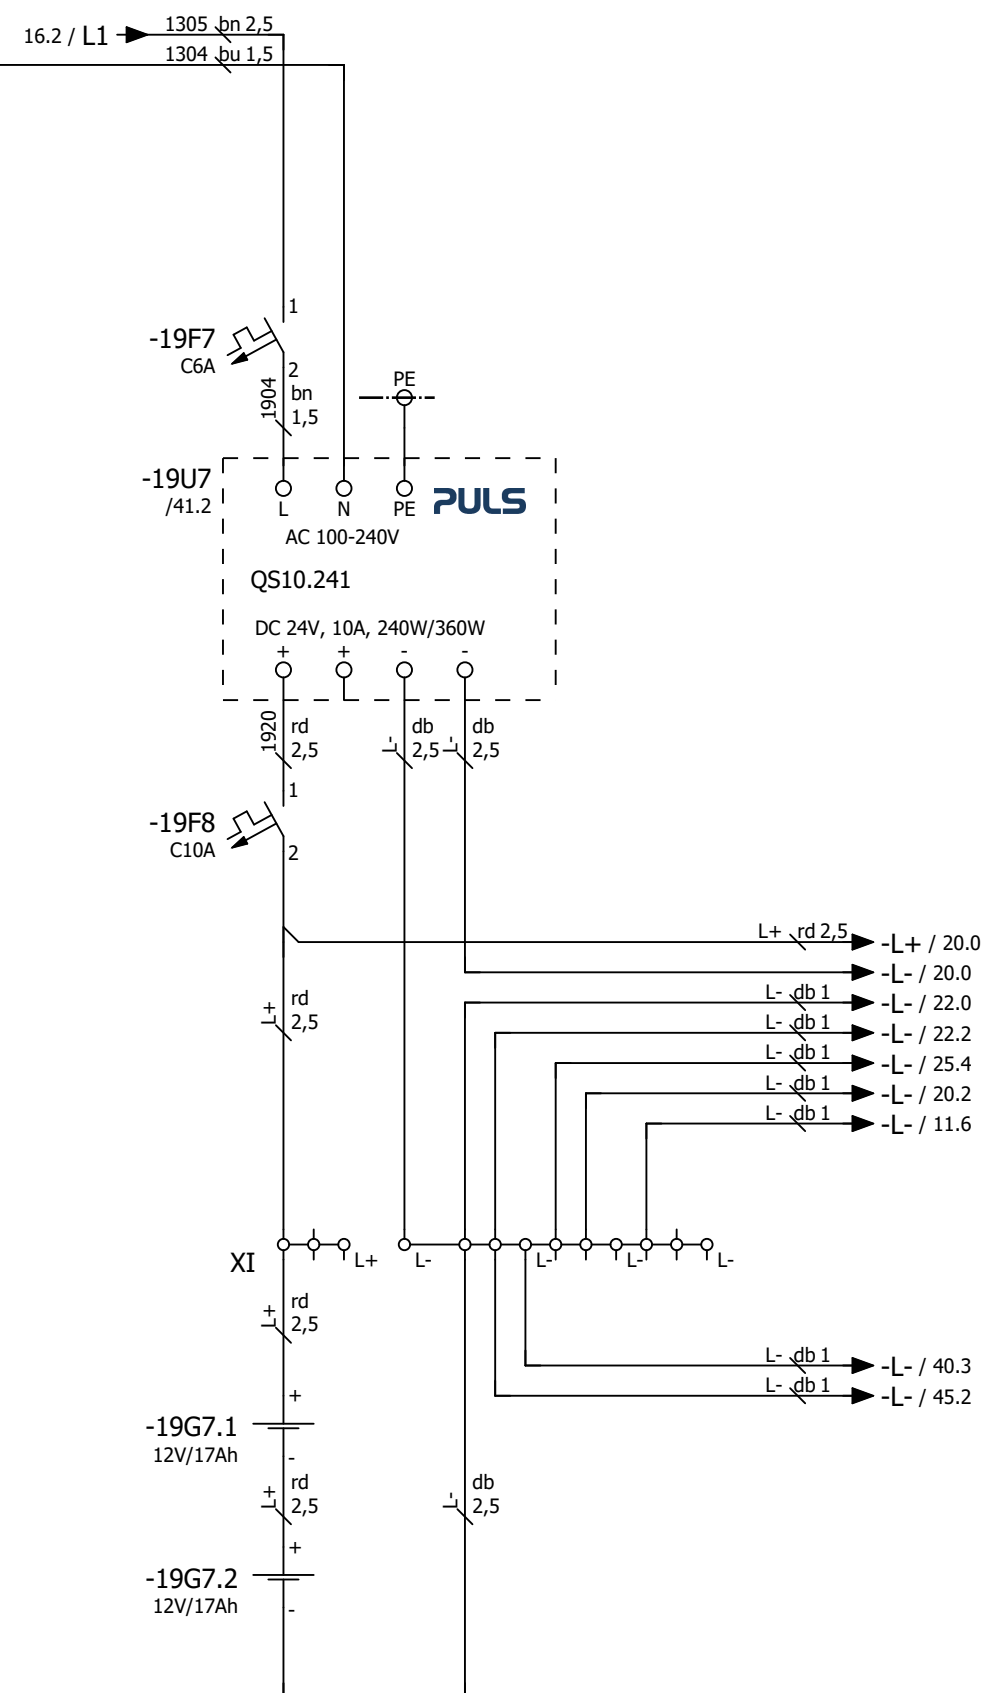 1305 bn 2,5
16.2 / L1
1304 bu 1,5
1
-19F7
C6A
2
1904 bn
1,5
PE
-19U7
/41.2
L N PE PULS
AC 100-240V
QS10.241
DC 24V, 10A, 240W/360W
+ + - -
1920 rd
2,5
L- db
2,5
L- db
2,5
1
-19F8
C10A
2
L+ rd 2,5 -L+ / 20.0
-L- / 20.0
L- db 1 -L- / 22.0
L- db 1 -L- / 22.2
L- db 1 -L- / 25.4
L- db 1 -L- / 20.2
L- db 1 -L- / 11.6
L+ rd
2,5
XI L+ L- L- L- L-
L+ rd
2,5
L- db 1 -L- / 40.3
L- db 1 -L- / 45.2
+
-19G7.1
12V/17Ah
-
L+ rd
2,5
L- db
2,5
+
-19G7.2
12V/17Ah
-